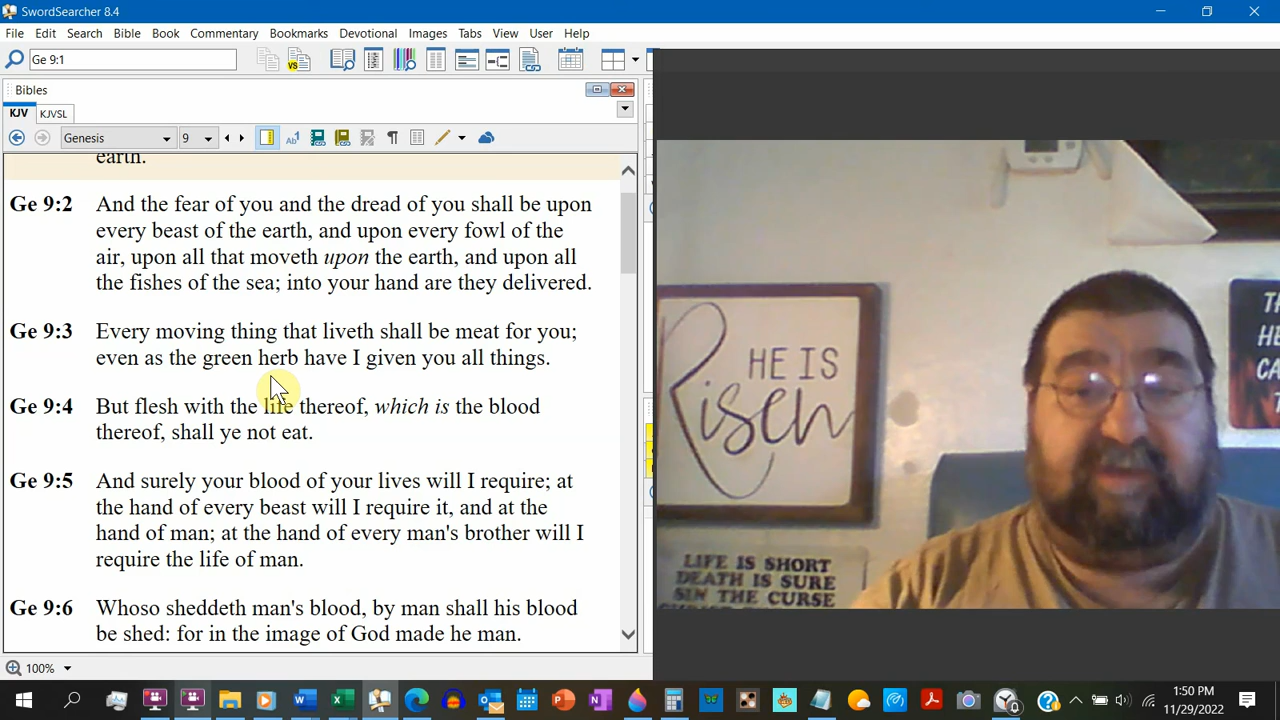 SwordSearcher 8.4
File Edit Search Bible Book Commentary Bookmarks Devotional Images Tabs View User Help
Ge 9:1
VS
Bibles
KJV KJVSL
Genesis 9
earth.
Ge 9:2 And the fear of you and the dread of you shall be upon
every beast of the earth, and upon every fowl of the
air, upon all that moveth upon the earth, and upon all
the fishes of the sea; into your hand are they delivered.
Ge 9:3 Every moving thing that liveth shall be meat for you;
even as the green herb have I given you all things.
Ge 9:4 But flesh with the life thereof, which is the blood
thereof, shall ye not eat.
Ge 9:5 And surely your blood of your lives will I require; at
the hand of every beast will I require it, and at the
hand of man; at the hand of every man's brother will I
require the life of man.
Ge 9:6 Whoso sheddeth man's blood, by man shall his blood
be shed: for in the image of God made he man.
100%
HE IS
Risen
LIFE IS SHORT
DEATH IS SURE
SIN THE CURSE
HE
CA
1:50 PM
11/29/2022